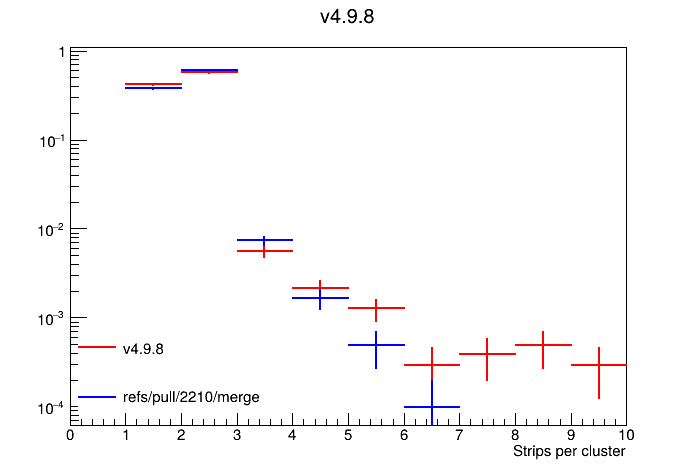 v4.9.8
1
10⁻¹
10⁻²
10⁻³
10⁻⁴
v4.9.8
refs/pull/2210/merge
0 1 2 3 4 5 6 7 8 9 10
Strips per cluster